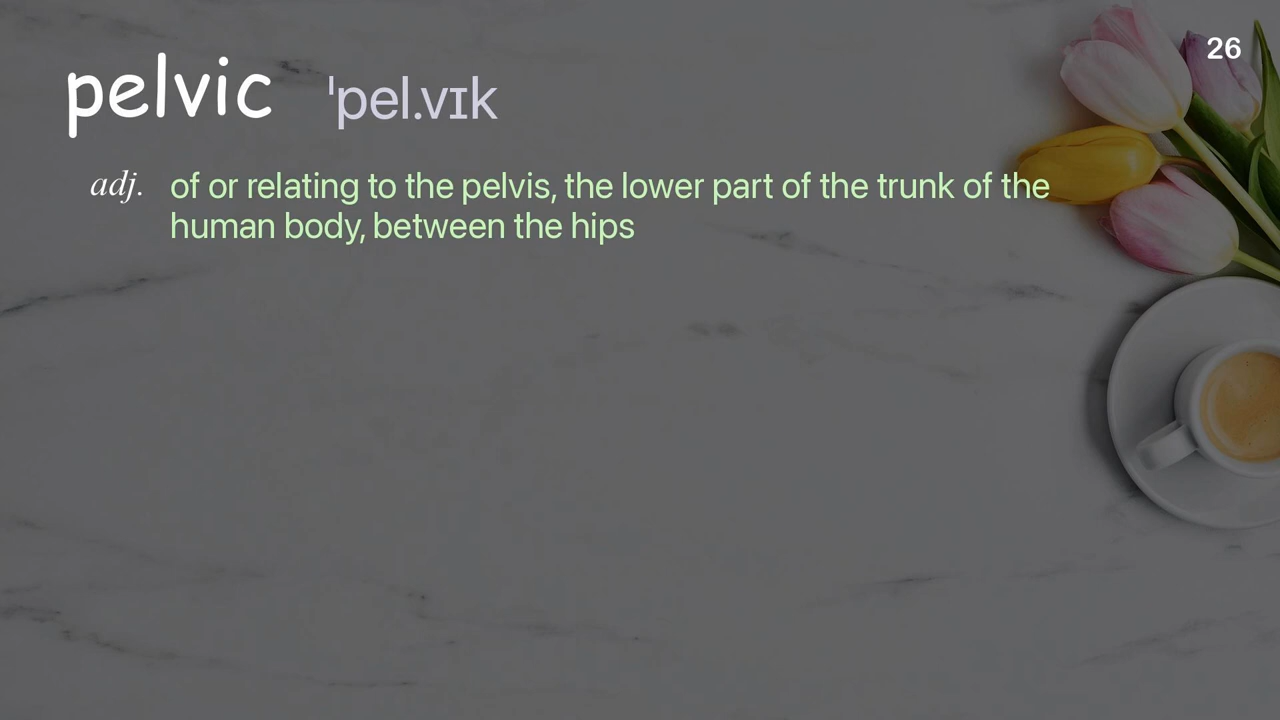 26
pelvic ˈpel.vɪk
adj. of or relating to the pelvis, the lower part of the trunk of the
human body, between the hips